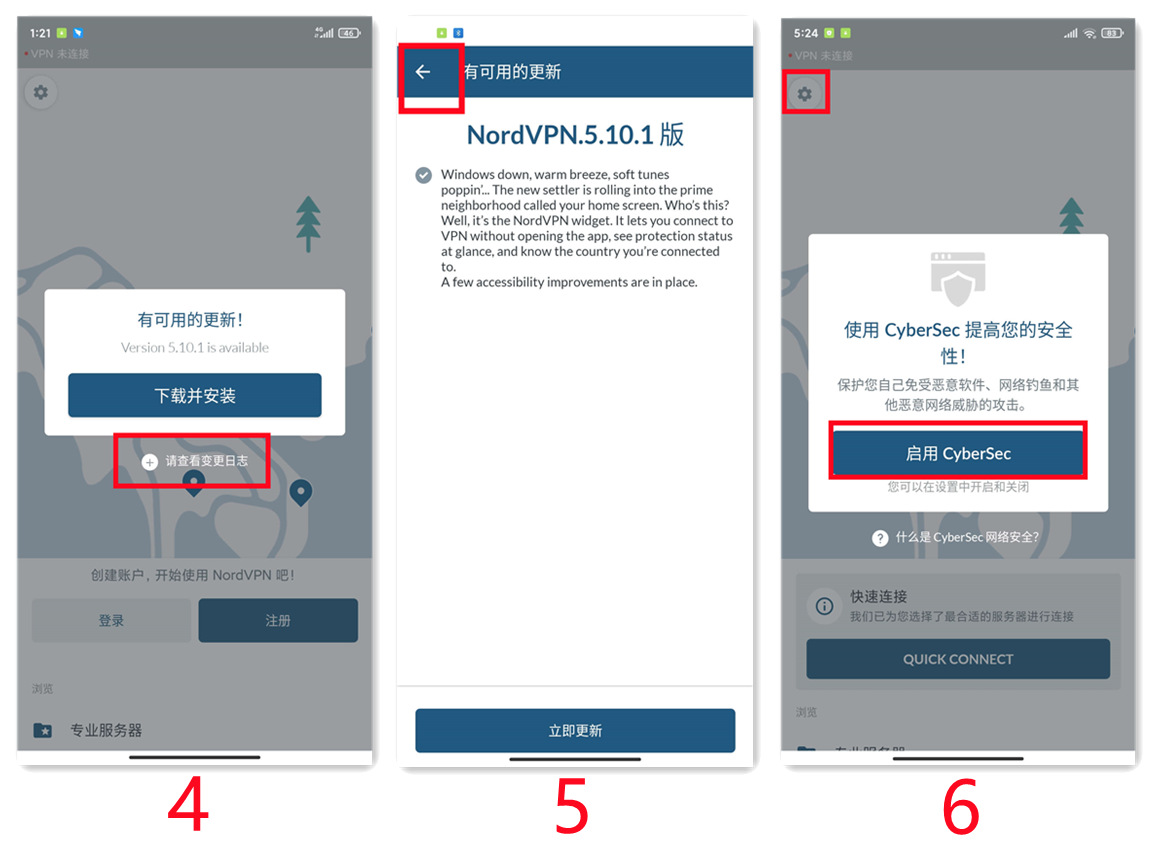 1:21
4G
46
VPN 未连接
有可用的更新！
Version 5.10.1 is available
下载并安装
请查看变更日志
创建账户，开始使用 NordVPN 吧！
登录
注册
浏览
专业服务器
4
有可用的更新
NordVPN.5.10.1 版
Windows down, warm breeze, soft tunes
poppin'... The new settler is rolling into the prime
neighborhood called your home screen. Who's this?
Well, it's the NordVPN widget. It lets you connect to
VPN without opening the app, see protection status
at glance, and know the country you're connected
to.
A few accessibility improvements are in place.
立即更新
5
5:24
83
VPN 未连接
使用 CyberSec 提高您的安全
性！
保护您自己免受恶意软件、网络钓鱼和其
他恶意网络威胁的攻击。
启用 CyberSec
您可以在设置中开启和关闭
什么是 CyberSec 网络安全?
快速连接
我们已为您选择了最合适的服务器进行连接
QUICK CONNECT
浏览
专业服务器
6